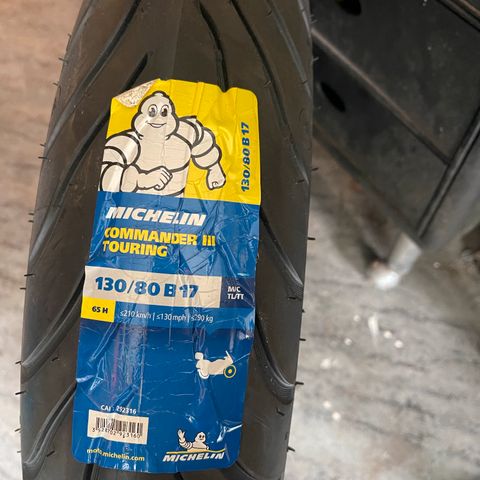 130/80 B 17
MICHELIN
COMMANDER III
TOURING
130/80 B 17
M/C
TL/TT
65 H
≤210 km/h | ≤130 mph | ≤290 kg
CAI
moto.michelin.com
MICHELIN